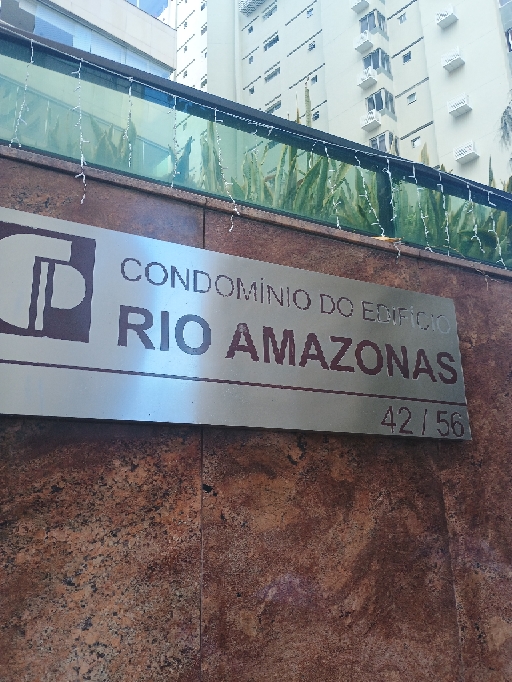 CONDOMÍNIO DO EDIFÍCIO
RIO AMAZONAS
42 / 56